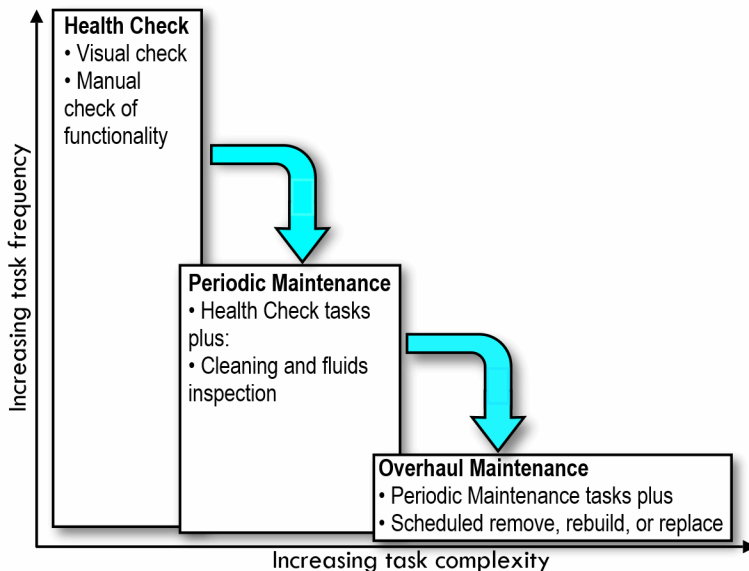 Health Check
• Visual check
• Manual
check of
functionality
Increasing task frequency
Periodic Maintenance
• Health Check tasks
plus:
• Cleaning and fluids
inspection
Overhaul Maintenance
• Periodic Maintenance tasks plus
• Scheduled remove, rebuild, or replace
Increasing task complexity